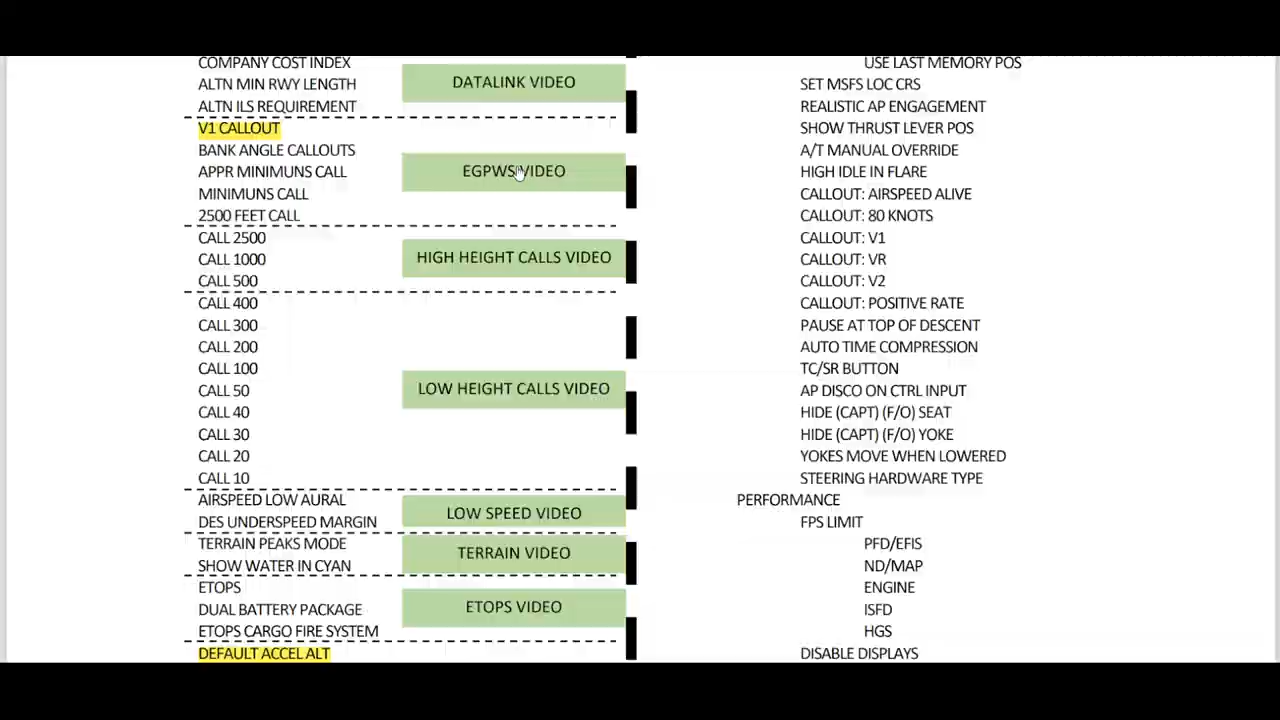 COMPANY COST INDEX
ALTN MIN RWY LENGTH
DATALINK VIDEO
ALTN ILS REQUIREMENT
V1 CALLOUT
BANK ANGLE CALLOUTS
APPR MINIMUNS CALL
EGPWS VIDEO
MINIMUNS CALL
2500 FEET CALL
CALL 2500
CALL 1000
HIGH HEIGHT CALLS VIDEO
CALL 500
CALL 400
CALL 300
CALL 200
CALL 100
CALL 50
LOW HEIGHT CALLS VIDEO
CALL 40
CALL 30
CALL 20
CALL 10
AIRSPEED LOW AURAL
LOW SPEED VIDEO
DES UNDERSPEED MARGIN
TERRAIN PEAKS MODE
TERRAIN VIDEO
SHOW WATER IN CYAN
ETOPS
DUAL BATTERY PACKAGE
ETOPS VIDEO
ETOPS CARGO FIRE SYSTEM
DEFAULT ACCEL ALT
USE LAST MEMORY POS
SET MSFS LOC CRS
REALISTIC AP ENGAGEMENT
SHOW THRUST LEVER POS
A/T MANUAL OVERRIDE
HIGH IDLE IN FLARE
CALLOUT: AIRSPEED ALIVE
CALLOUT: 80 KNOTS
CALLOUT: V1
CALLOUT: VR
CALLOUT: V2
CALLOUT: POSITIVE RATE
PAUSE AT TOP OF DESCENT
AUTO TIME COMPRESSION
TC/SR BUTTON
AP DISCO ON CTRL INPUT
HIDE (CAPT) (F/O) SEAT
HIDE (CAPT) (F/O) YOKE
YOKES MOVE WHEN LOWERED
STEERING HARDWARE TYPE
PERFORMANCE
FPS LIMIT
PFD/EFIS
ND/MAP
ENGINE
ISFD
HGS
DISABLE DISPLAYS